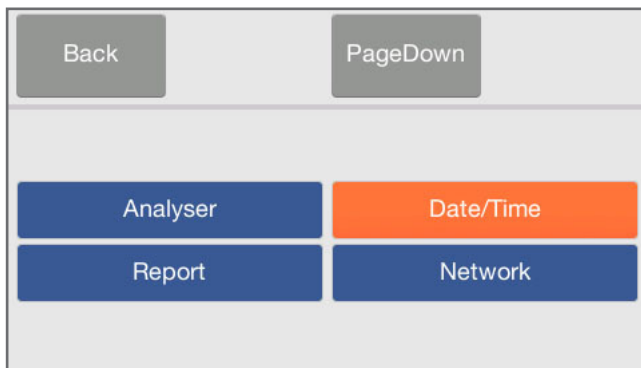 Back
PageDown
Analyser
Date/Time
Report
Network